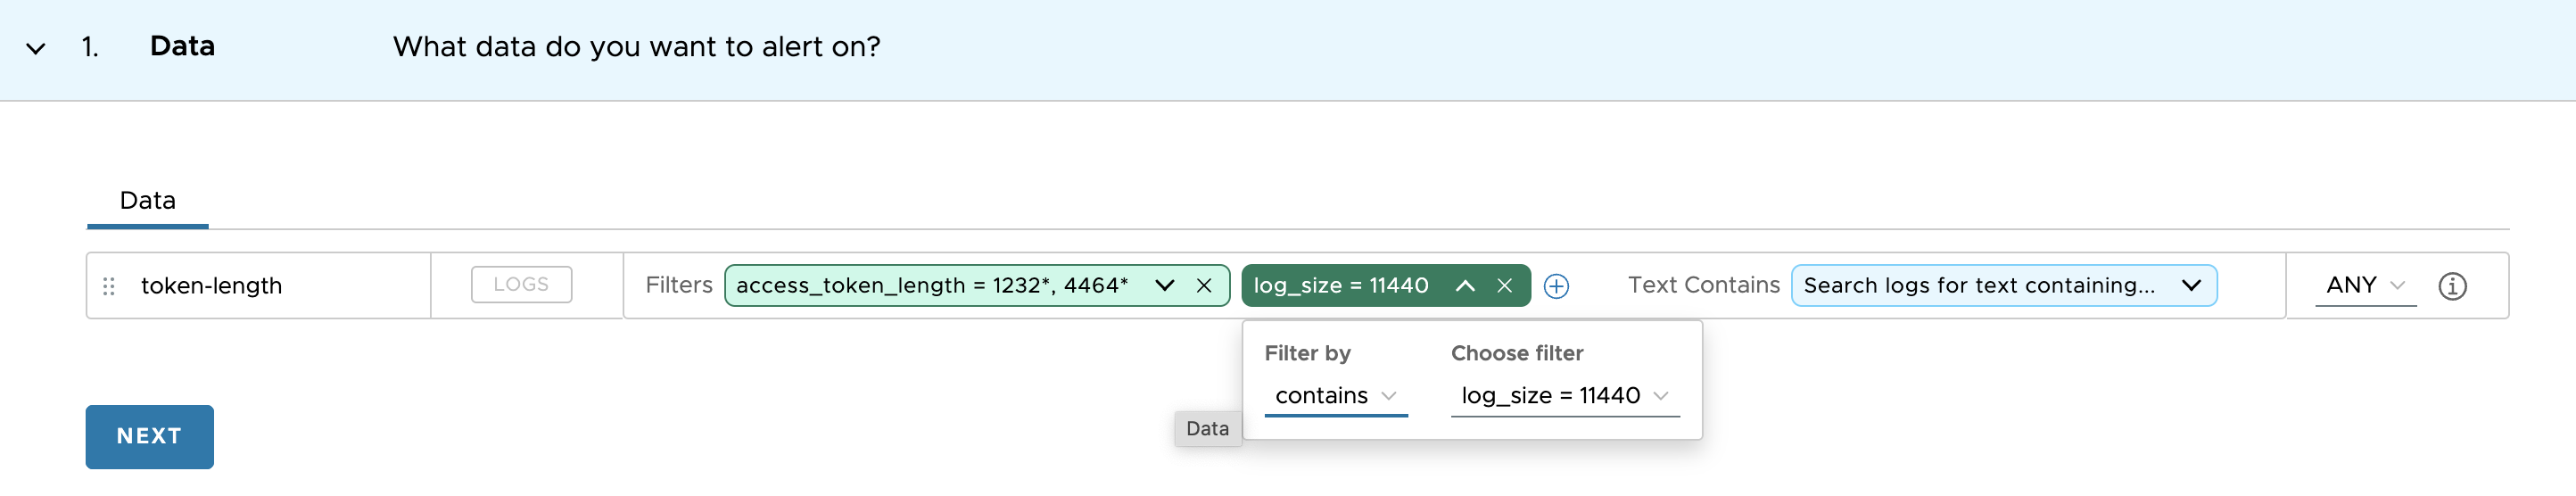 1. Data What data do you want to alert on?
Data
token-length LOGS Filters access_token_length = 1232*, 4464* log_size = 11440 Text Contains Search logs for text containing... ANY
Filter by Choose filter
contains log_size = 11440
Data
NEXT